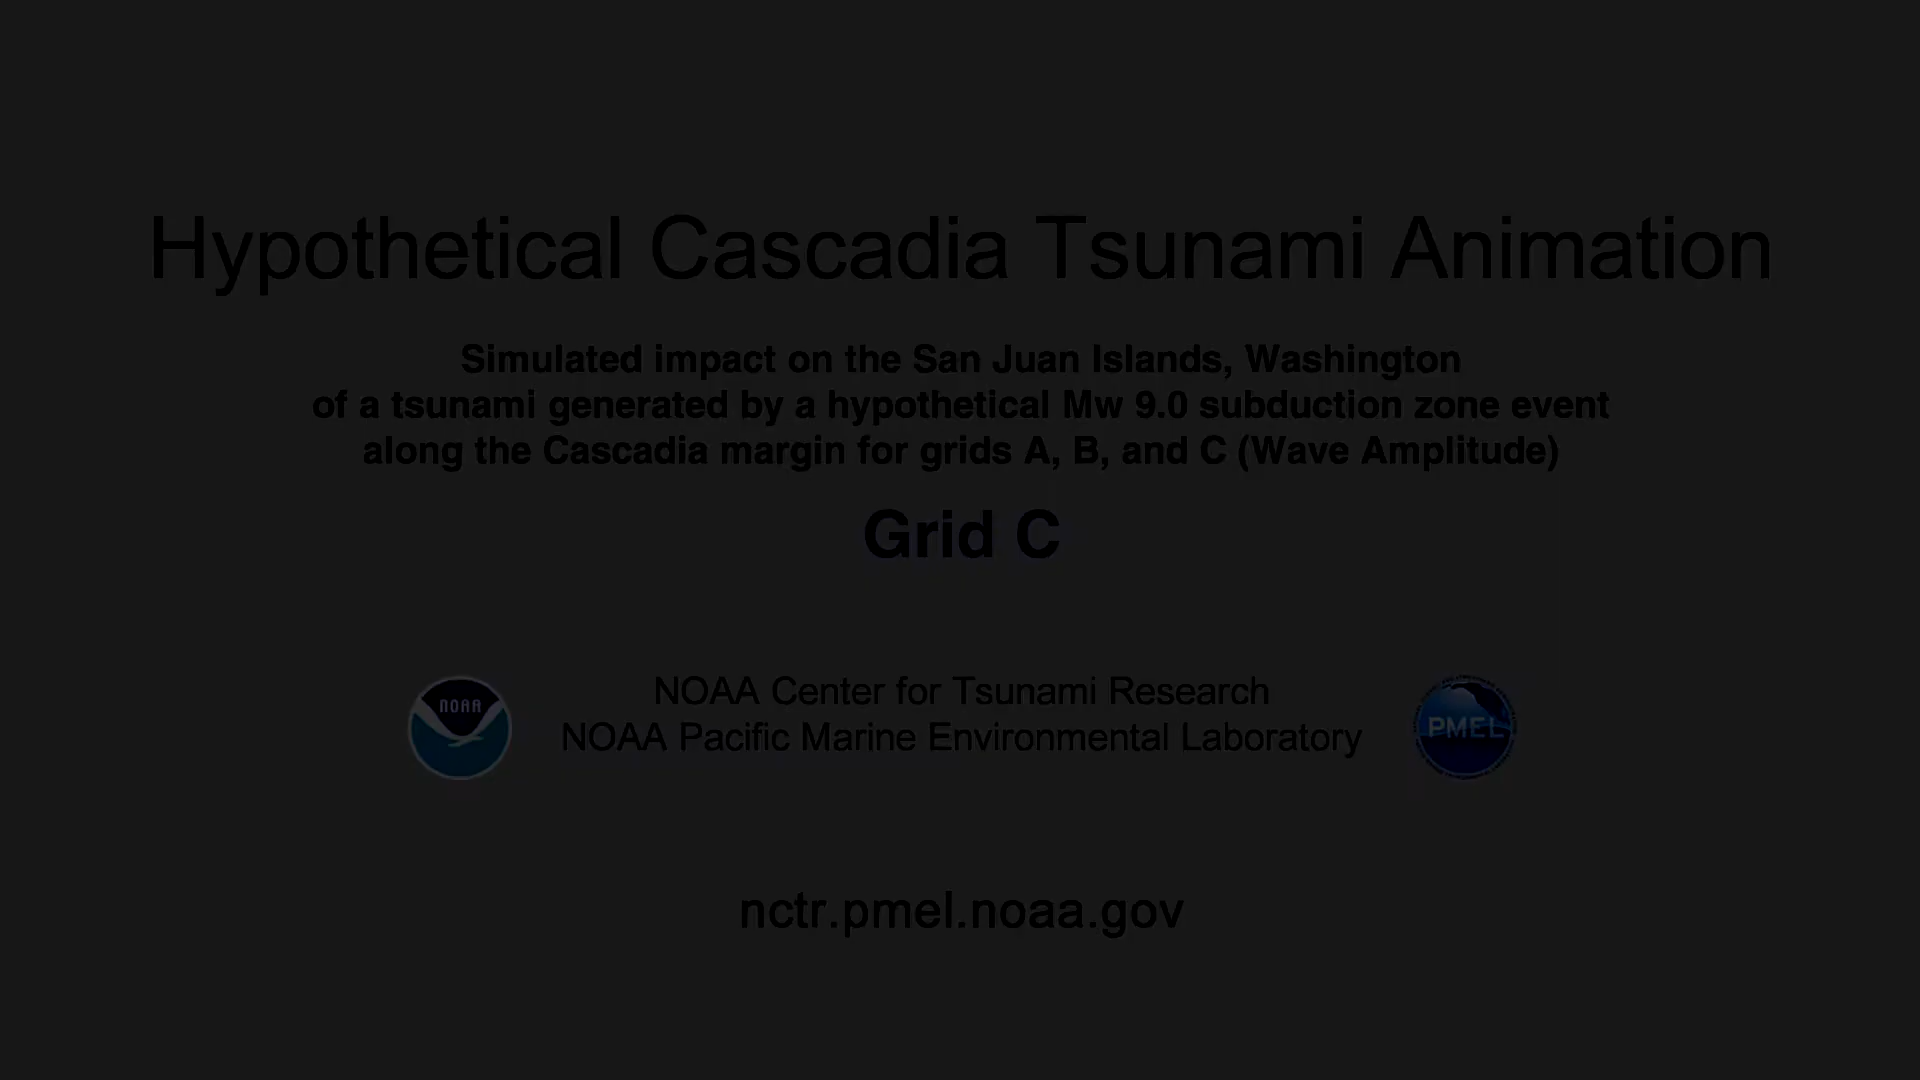 Hypothetical Cascadia Tsunami Animation
Simulated impact on the San Juan Islands, Washington
of a tsunami generated by a hypothetical Mw 9.0 subduction zone event
along the Cascadia margin for grids A, B, and C (Wave Amplitude)
Grid C
NOAA
NOAA Center for Tsunami Research
NOAA Pacific Marine Environmental Laboratory
PMEL
nctr.pmel.noaa.gov